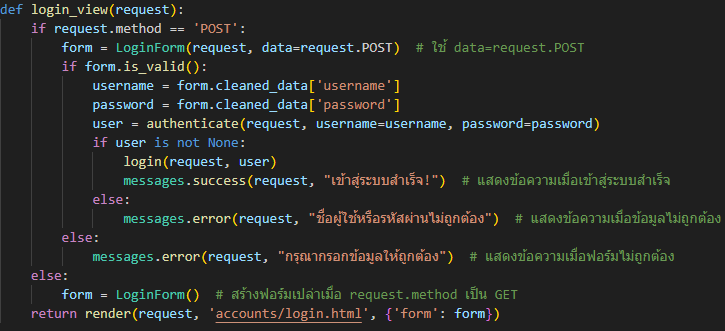 def login_view(request):
    if request.method == 'POST':
        form = LoginForm(request, data=request.POST)  # ใช้ data=request.POST
        if form.is_valid():
            username = form.cleaned_data['username']
            password = form.cleaned_data['password']
            user = authenticate(request, username=username, password=password)
            if user is not None:
                login(request, user)
                messages.success(request, "เข้าสู่ระบบสำเร็จ!")  # แสดงข้อความเมื่อเข้าสู่ระบบสำเร็จ
            else:
                messages.error(request, "ชื่อผู้ใช้หรือรหัสผ่านไม่ถูกต้อง")  # แสดงข้อความเมื่อข้อมูลไม่ถูกต้อง
        else:
            messages.error(request, "กรุณากรอกข้อมูลให้ถูกต้อง")  # แสดงข้อความเมื่อฟอร์มไม่ถูกต้อง
    else:
        form = LoginForm()  # สร้างฟอร์มเปล่าเมื่อ request.method เป็น GET
    return render(request, 'accounts/login.html', {'form': form})